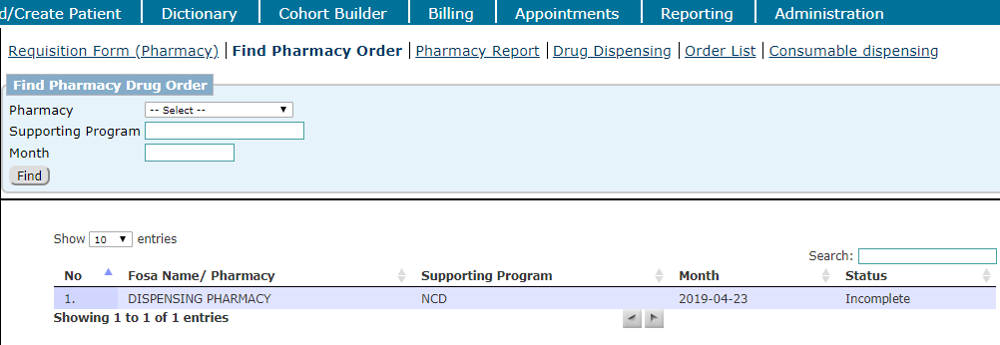 d/Create Patient Dictionary Cohort Builder Billing Appointments Reporting Administration
Requisition Form (Pharmacy) Find Pharmacy Order Pharmacy Report Drug Dispensing Order List Consumable dispensing
Find Pharmacy Drug Order
Pharmacy -- Select --
Supporting Program
Month
Find
Show 10 entries
Search:
No Fosa Name/ Pharmacy Supporting Program Month Status
1. DISPENSING PHARMACY NCD 2019-04-23 Incomplete
Showing 1 to 1 of 1 entries